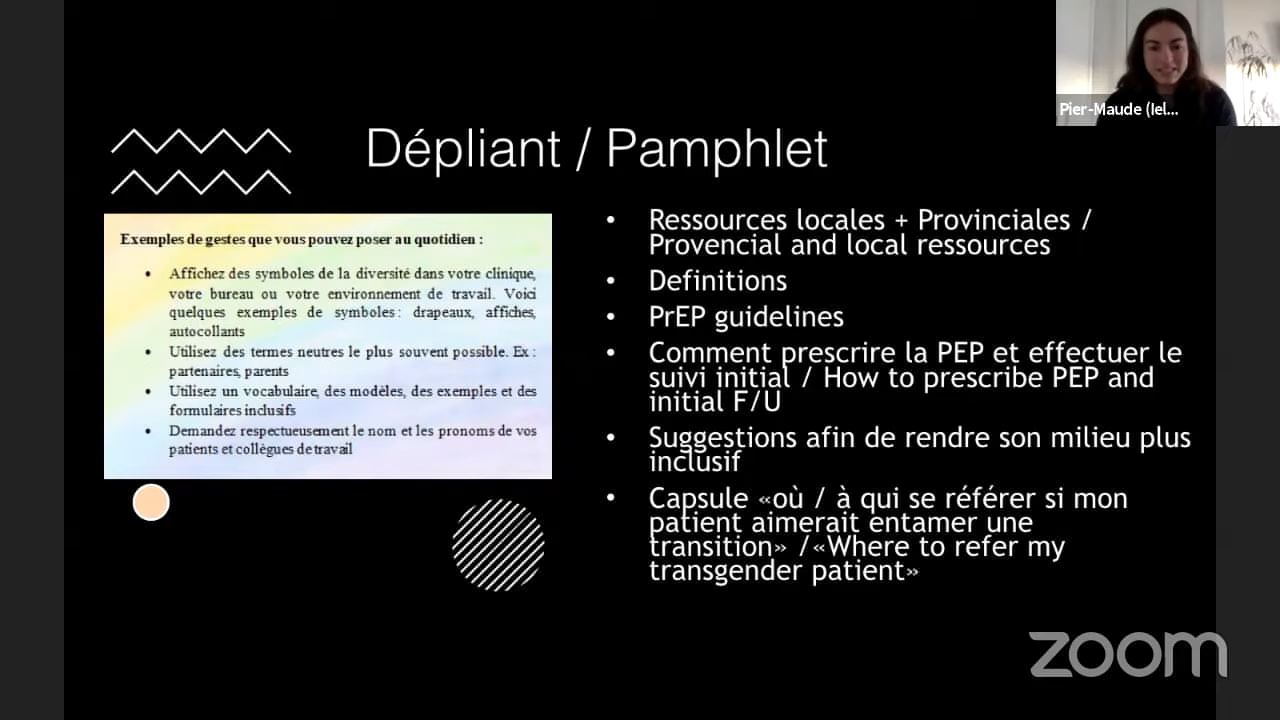 Pier-Maude (Iel...
Dépliant / Pamphlet
Exemples de gestes que vous pouvez poser au quotidien :
• Affichez des symboles de la diversité dans votre clinique,
votre bureau ou votre environnement de travail. Voici
quelques exemples de symboles : drapeaux, affiches,
autocollants
• Utilisez des termes neutres le plus souvent possible. Ex :
partenaires, parents
• Utilisez un vocabulaire, des modèles, des exemples et des
formulaires inclusifs
• Demandez respectueusement le nom et les pronoms de vos
patients et collègues de travail
• Ressources locales + Provinciales /
Provencial and local ressources
• Definitions
• PrEP guidelines
• Comment prescrire la PEP et effectuer le
suivi initial / How to prescribe PEP and
initial F/U
• Suggestions afin de rendre son milieu plus
inclusif
• Capsule «où / à qui se référer si mon
patient aimerait entamer une
transition» /«Where to refer my
transgender patient»
zoom